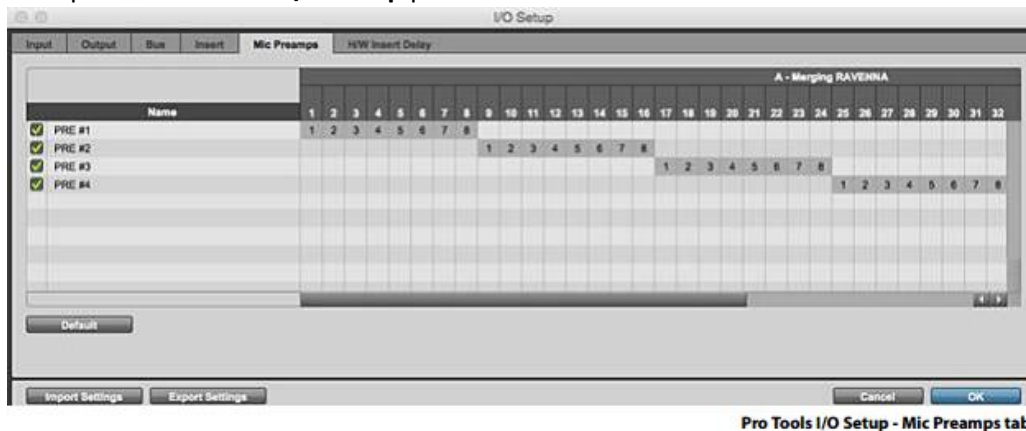 I/O Setup
Input Output Bus Insert Mic Preamps H/W Insert Delay
A - Merging RAVENNA
Name 1 2 3 4 5 6 7 8 9 10 11 12 13 14 15 16 17 18 19 20 21 22 23 24 25 26 27 28 29 30 31 32
PRE #1 1 2 3 4 5 6 7 8
PRE #2 1 2 3 4 5 6 7 8
PRE #3 1 2 3 4 5 6 7 8
PRE #4 1 2 3 4 5 6 7 8
Default
Import Settings Export Settings Cancel OK
Pro Tools I/O Setup - Mic Preamps tab